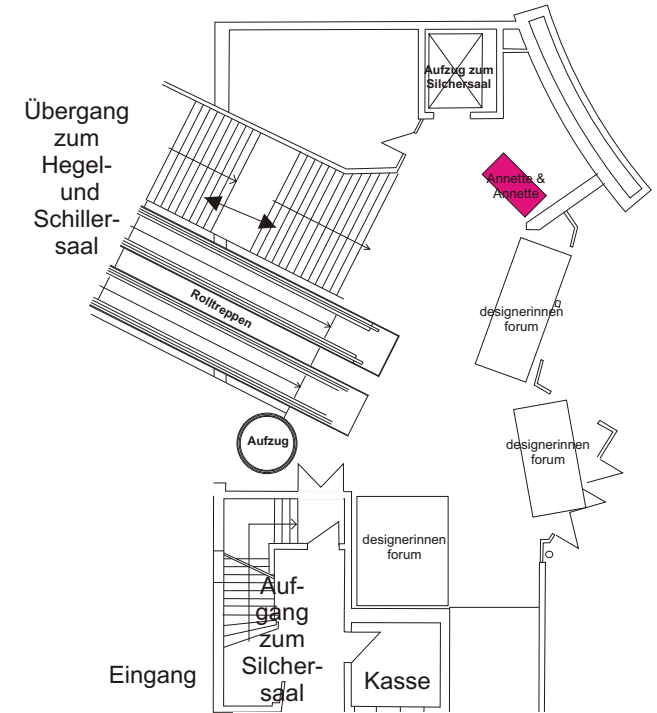 Aufzug zum
Silchersaal
Übergang
zum
Hegel-
und
Schiller-
saal
Annette &
Annette
Rolltreppen
designerinnen
forum
Aufzug
designerinnen
forum
designerinnen
forum
Auf-
gang
zum
Silcher-
saal
Eingang
Kasse